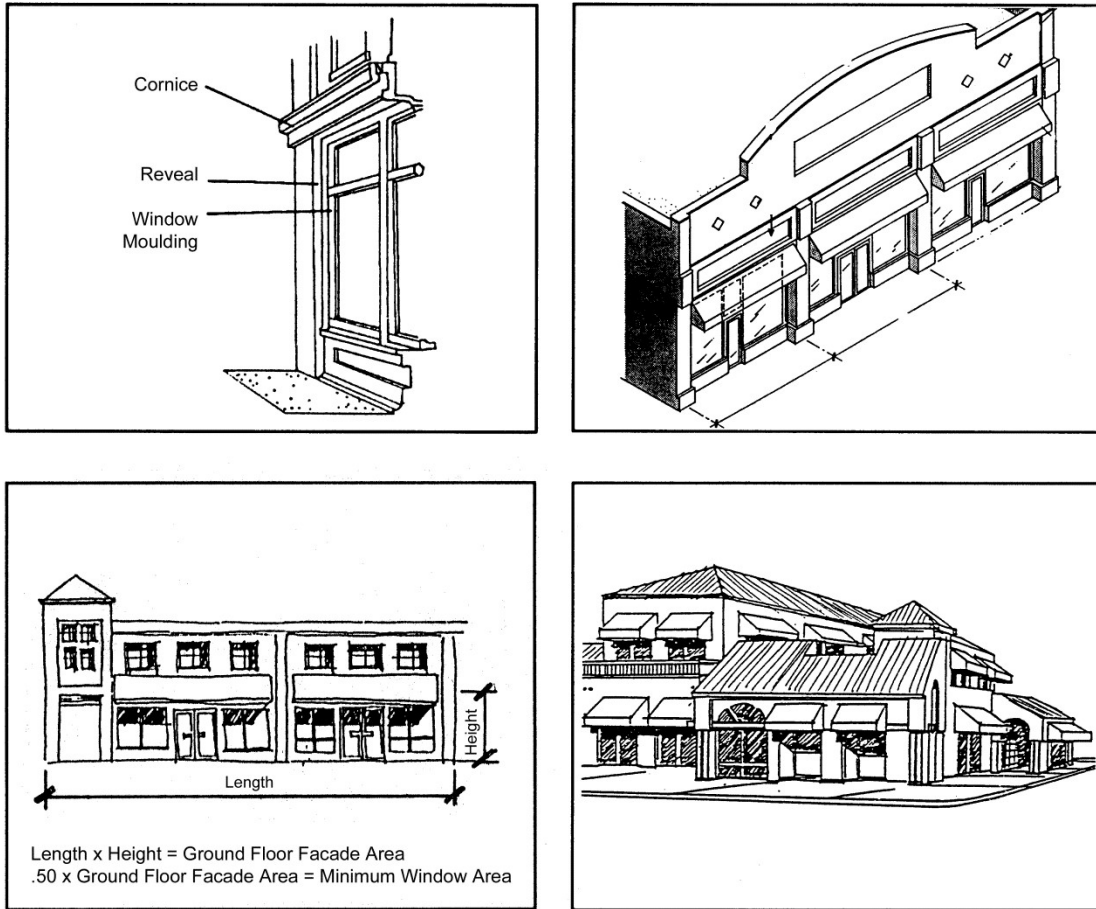 Cornice
Reveal
Window
Moulding
Height
Length
Length x Height = Ground Floor Facade Area
.50 x Ground Floor Facade Area = Minimum Window Area